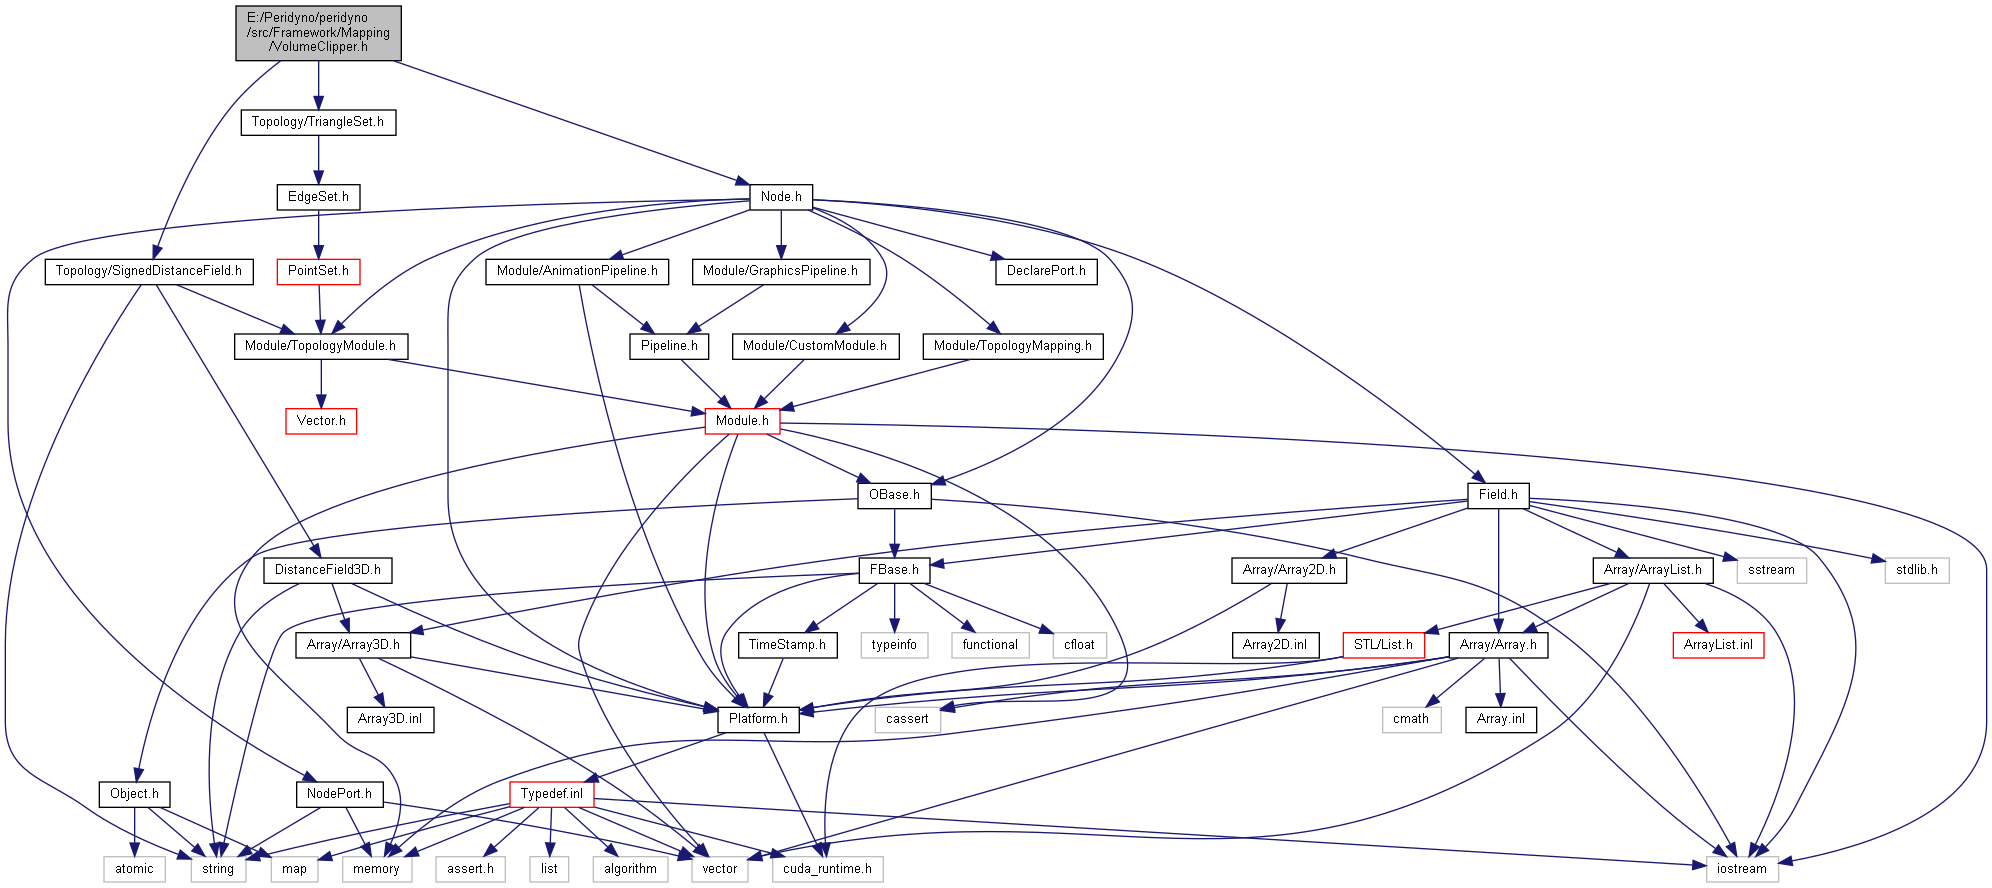 E:/Peridyno/peridyno
/src/Framework/Mapping
/VolumeClipper.h
Topology/TriangleSet.h
EdgeSet.h
Node.h
Topology/SignedDistanceField.h
PointSet.h
Module/AnimationPipeline.h
Module/GraphicsPipeline.h
DeclarePort.h
Module/TopologyModule.h
Pipeline.h
Module/CustomModule.h
Module/TopologyMapping.h
Vector.h
Module.h
OBase.h
Field.h
DistanceField3D.h
FBase.h
Array/Array2D.h
Array/ArrayList.h
sstream
stdlib.h
Array/Array3D.h
TimeStamp.h
typeinfo
functional
cfloat
Array2D.inl
STL/List.h
Array/Array.h
ArrayList.inl
Array3D.inl
Platform.h
cassert
cmath
Array.inl
Object.h
NodePort.h
Typedef.inl
atomic
string
map
memory
assert.h
list
algorithm
vector
cuda_runtime.h
iostream